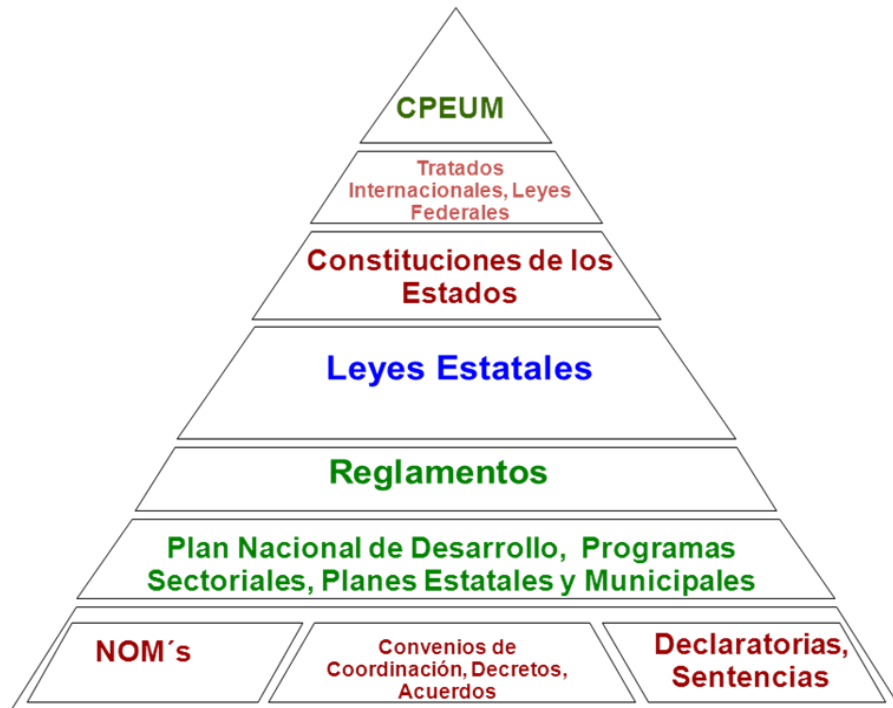 CPEUM
Tratados
Internacionales, Leyes
Federales
Constituciones de los
Estados
Leyes Estatales
Reglamentos
Plan Nacional de Desarrollo, Programas
Sectoriales, Planes Estatales y Municipales
NOM´s
Convenios de
Coordinación, Decretos,
Acuerdos
Declaratorias,
Sentencias